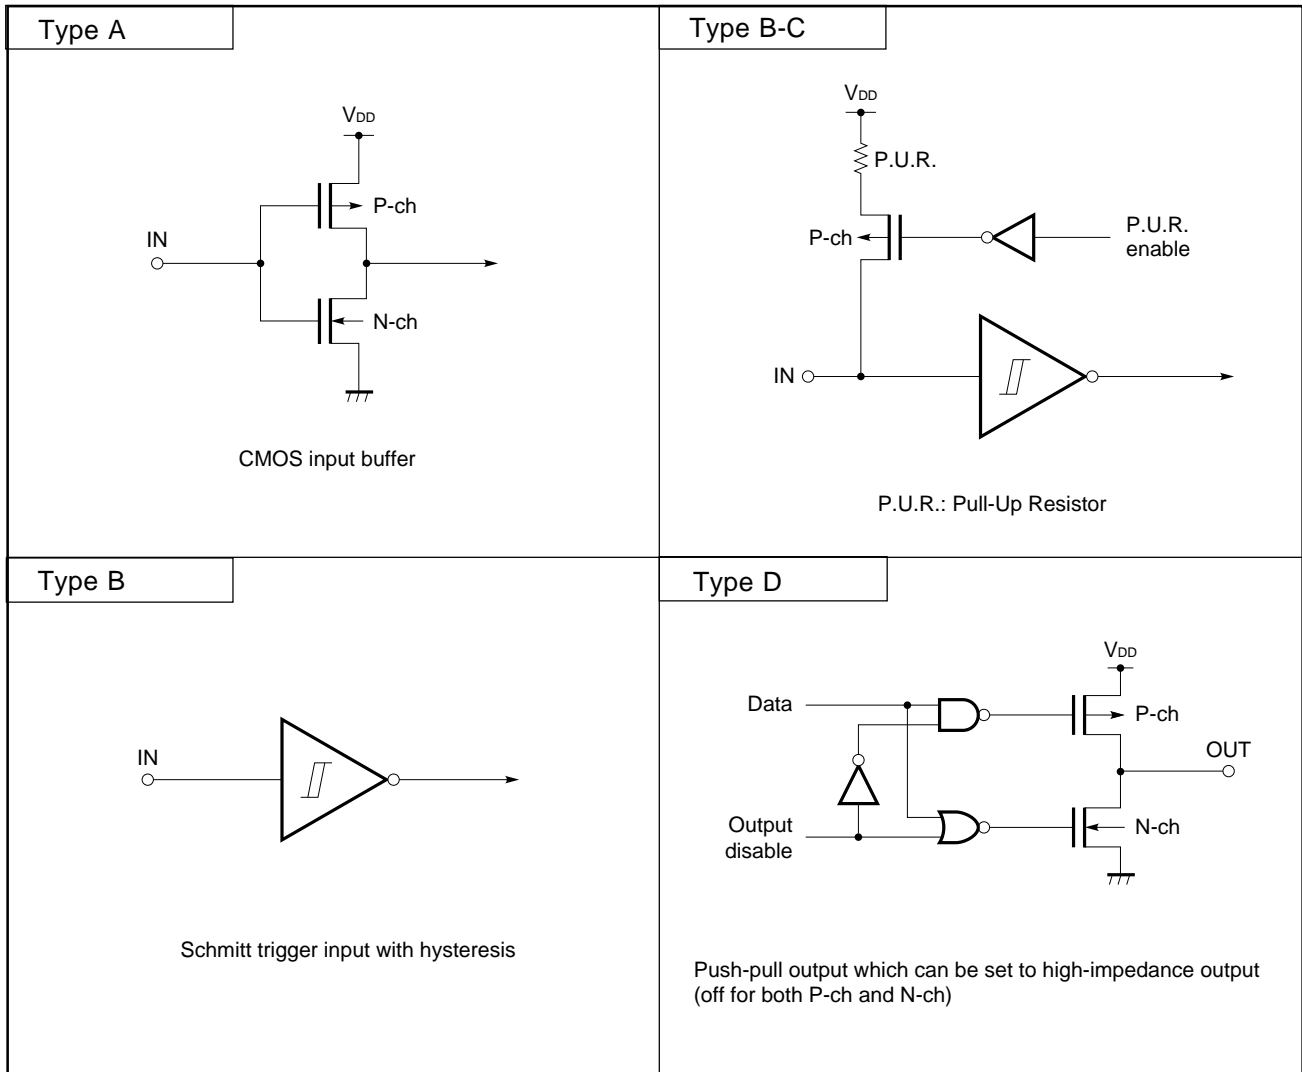 Type A
VDD
P-ch
IN
N-ch
CMOS input buffer
Type B-C
VDD
P.U.R.
P-ch
P.U.R.
enable
IN
P.U.R.: Pull-Up Resistor
Type B
IN
Schmitt trigger input with hysteresis
Type D
VDD
Data
P-ch
OUT
Output
disable
N-ch
Push-pull output which can be set to high-impedance output
(off for both P-ch and N-ch)